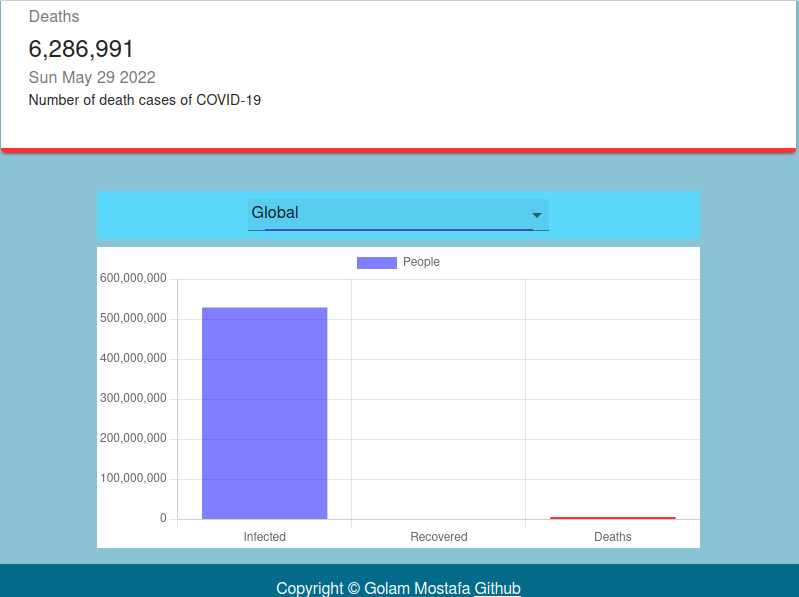 Deaths
6,286,991
Sun May 29 2022
Number of death cases of COVID-19
Global
People
600,000,000
500,000,000
400,000,000
300,000,000
200,000,000
100,000,000
0
Infected Recovered Deaths
Copyright © Golam Mostafa Github